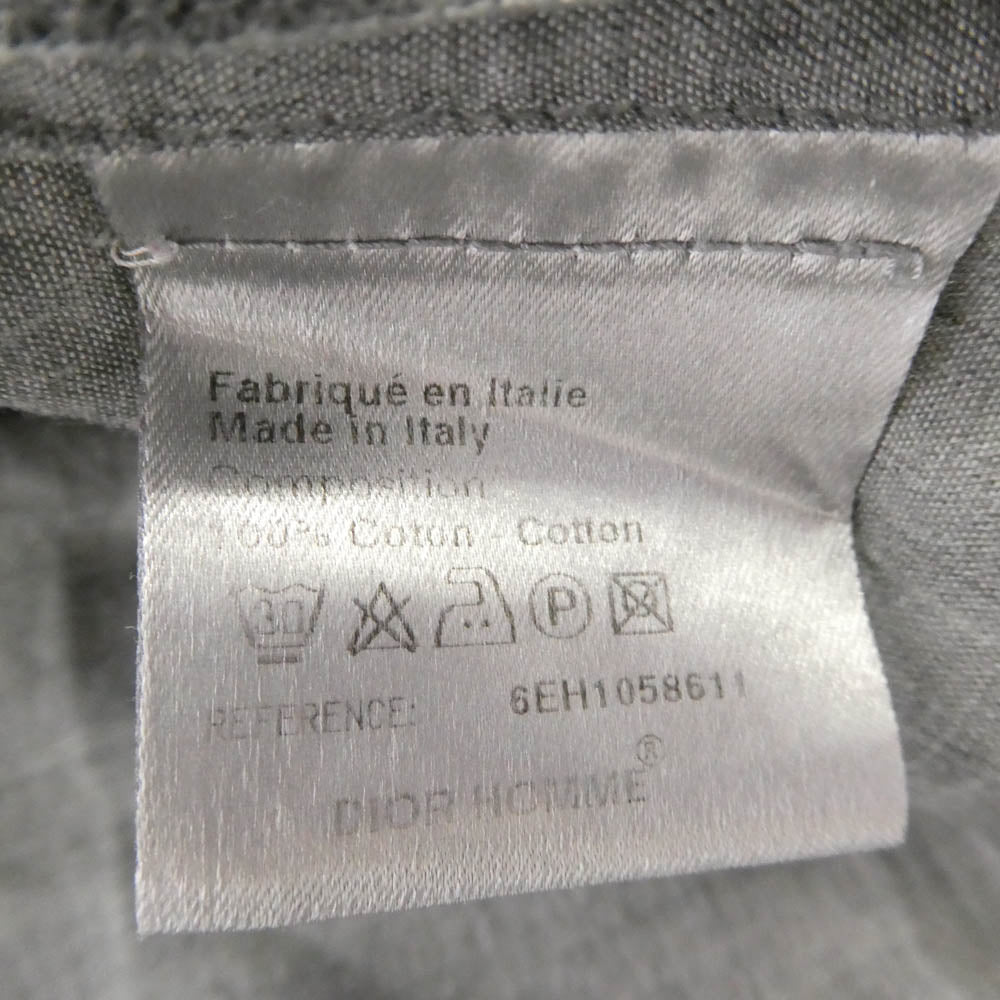 Fabriqué en Italie
Made in Italy
Composition
100% Coton - Cotton
30 P
REFERENCE: 6EH1058611
DIOR HOMME®